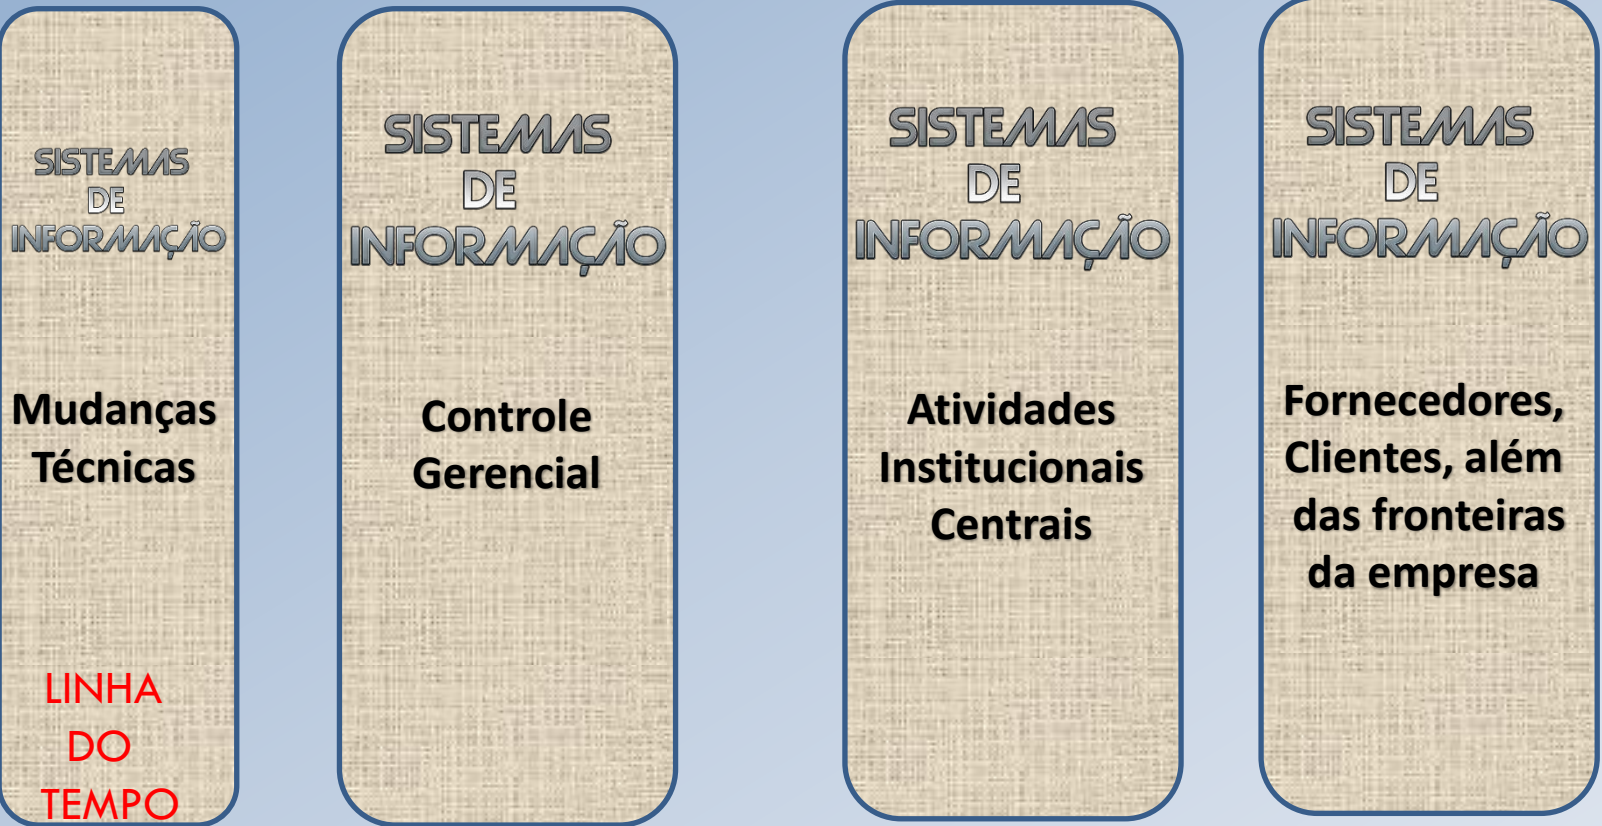 SISTEMAS
DE
INFORMAÇÃO
Mudanças
Técnicas
LINHA
DO
TEMPO
SISTEMAS
DE
INFORMAÇÃO
Controle
Gerencial
SISTEMAS
DE
INFORMAÇÃO
Atividades
Institucionais
Centrais
SISTEMAS
DE
INFORMAÇÃO
Fornecedores,
Clientes, além
das fronteiras
da empresa